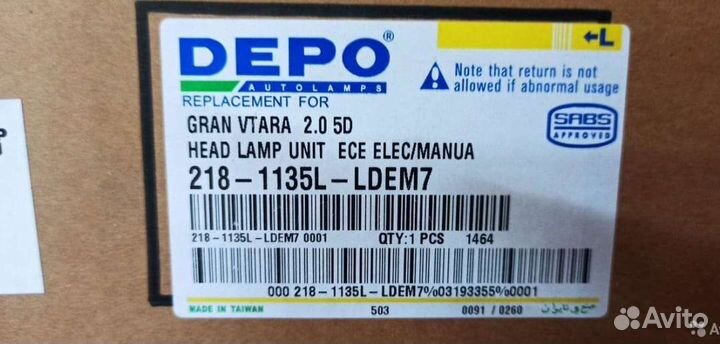 DEPO®
AUTOLAMPS
←L
REPLACEMENT FOR
Note that return is not
allowed if abnormal usage
GRAN VTARA 2.0 5D
HEAD LAMP UNIT ECE ELEC/MANUA
SABS
APPROVED
218-1135L-LDEM7
218-1135L-LDEM7 0001 QTY:1 PCS 1464
000 218-1135L-LDEM7%03193355%0001
MADE IN TAIWAN 503 0091 / 0260
Avito